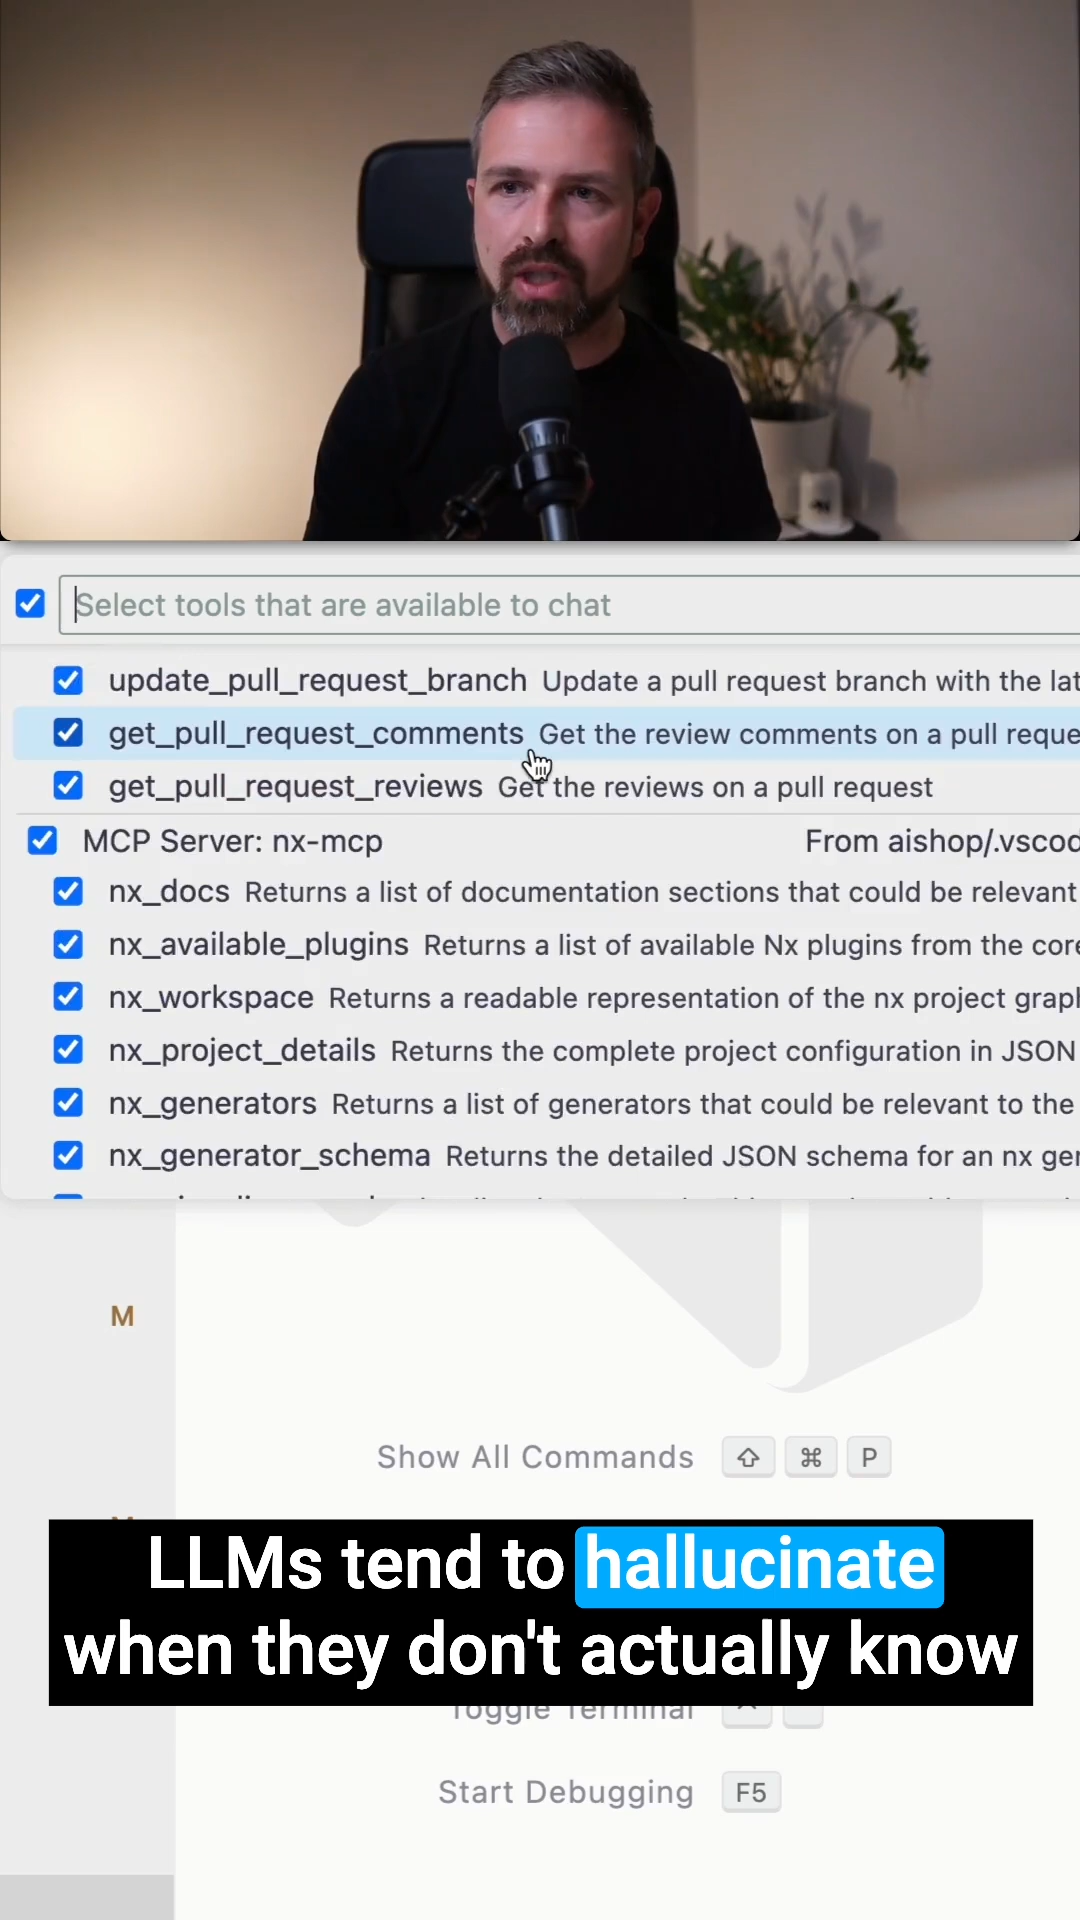 Select tools that are available to chat
update_pull_request_branch Update a pull request branch with the lat
get_pull_request_comments Get the review comments on a pull reque
get_pull_request_reviews Get the reviews on a pull request
MCP Server: nx-mcp From aishop/.vscod
nx_docs Returns a list of documentation sections that could be relevant
nx_available_plugins Returns a list of available Nx plugins from the core
nx_workspace Returns a readable representation of the nx project graph
nx_project_details Returns the complete project configuration in JSON
nx_generators Returns a list of generators that could be relevant to the
nx_generator_schema Returns the detailed JSON schema for an nx gen
M
Show All Commands ⇧ ⌘ P
LLMs tend to hallucinate
when they don't actually know
Toggle Terminal
Start Debugging F5